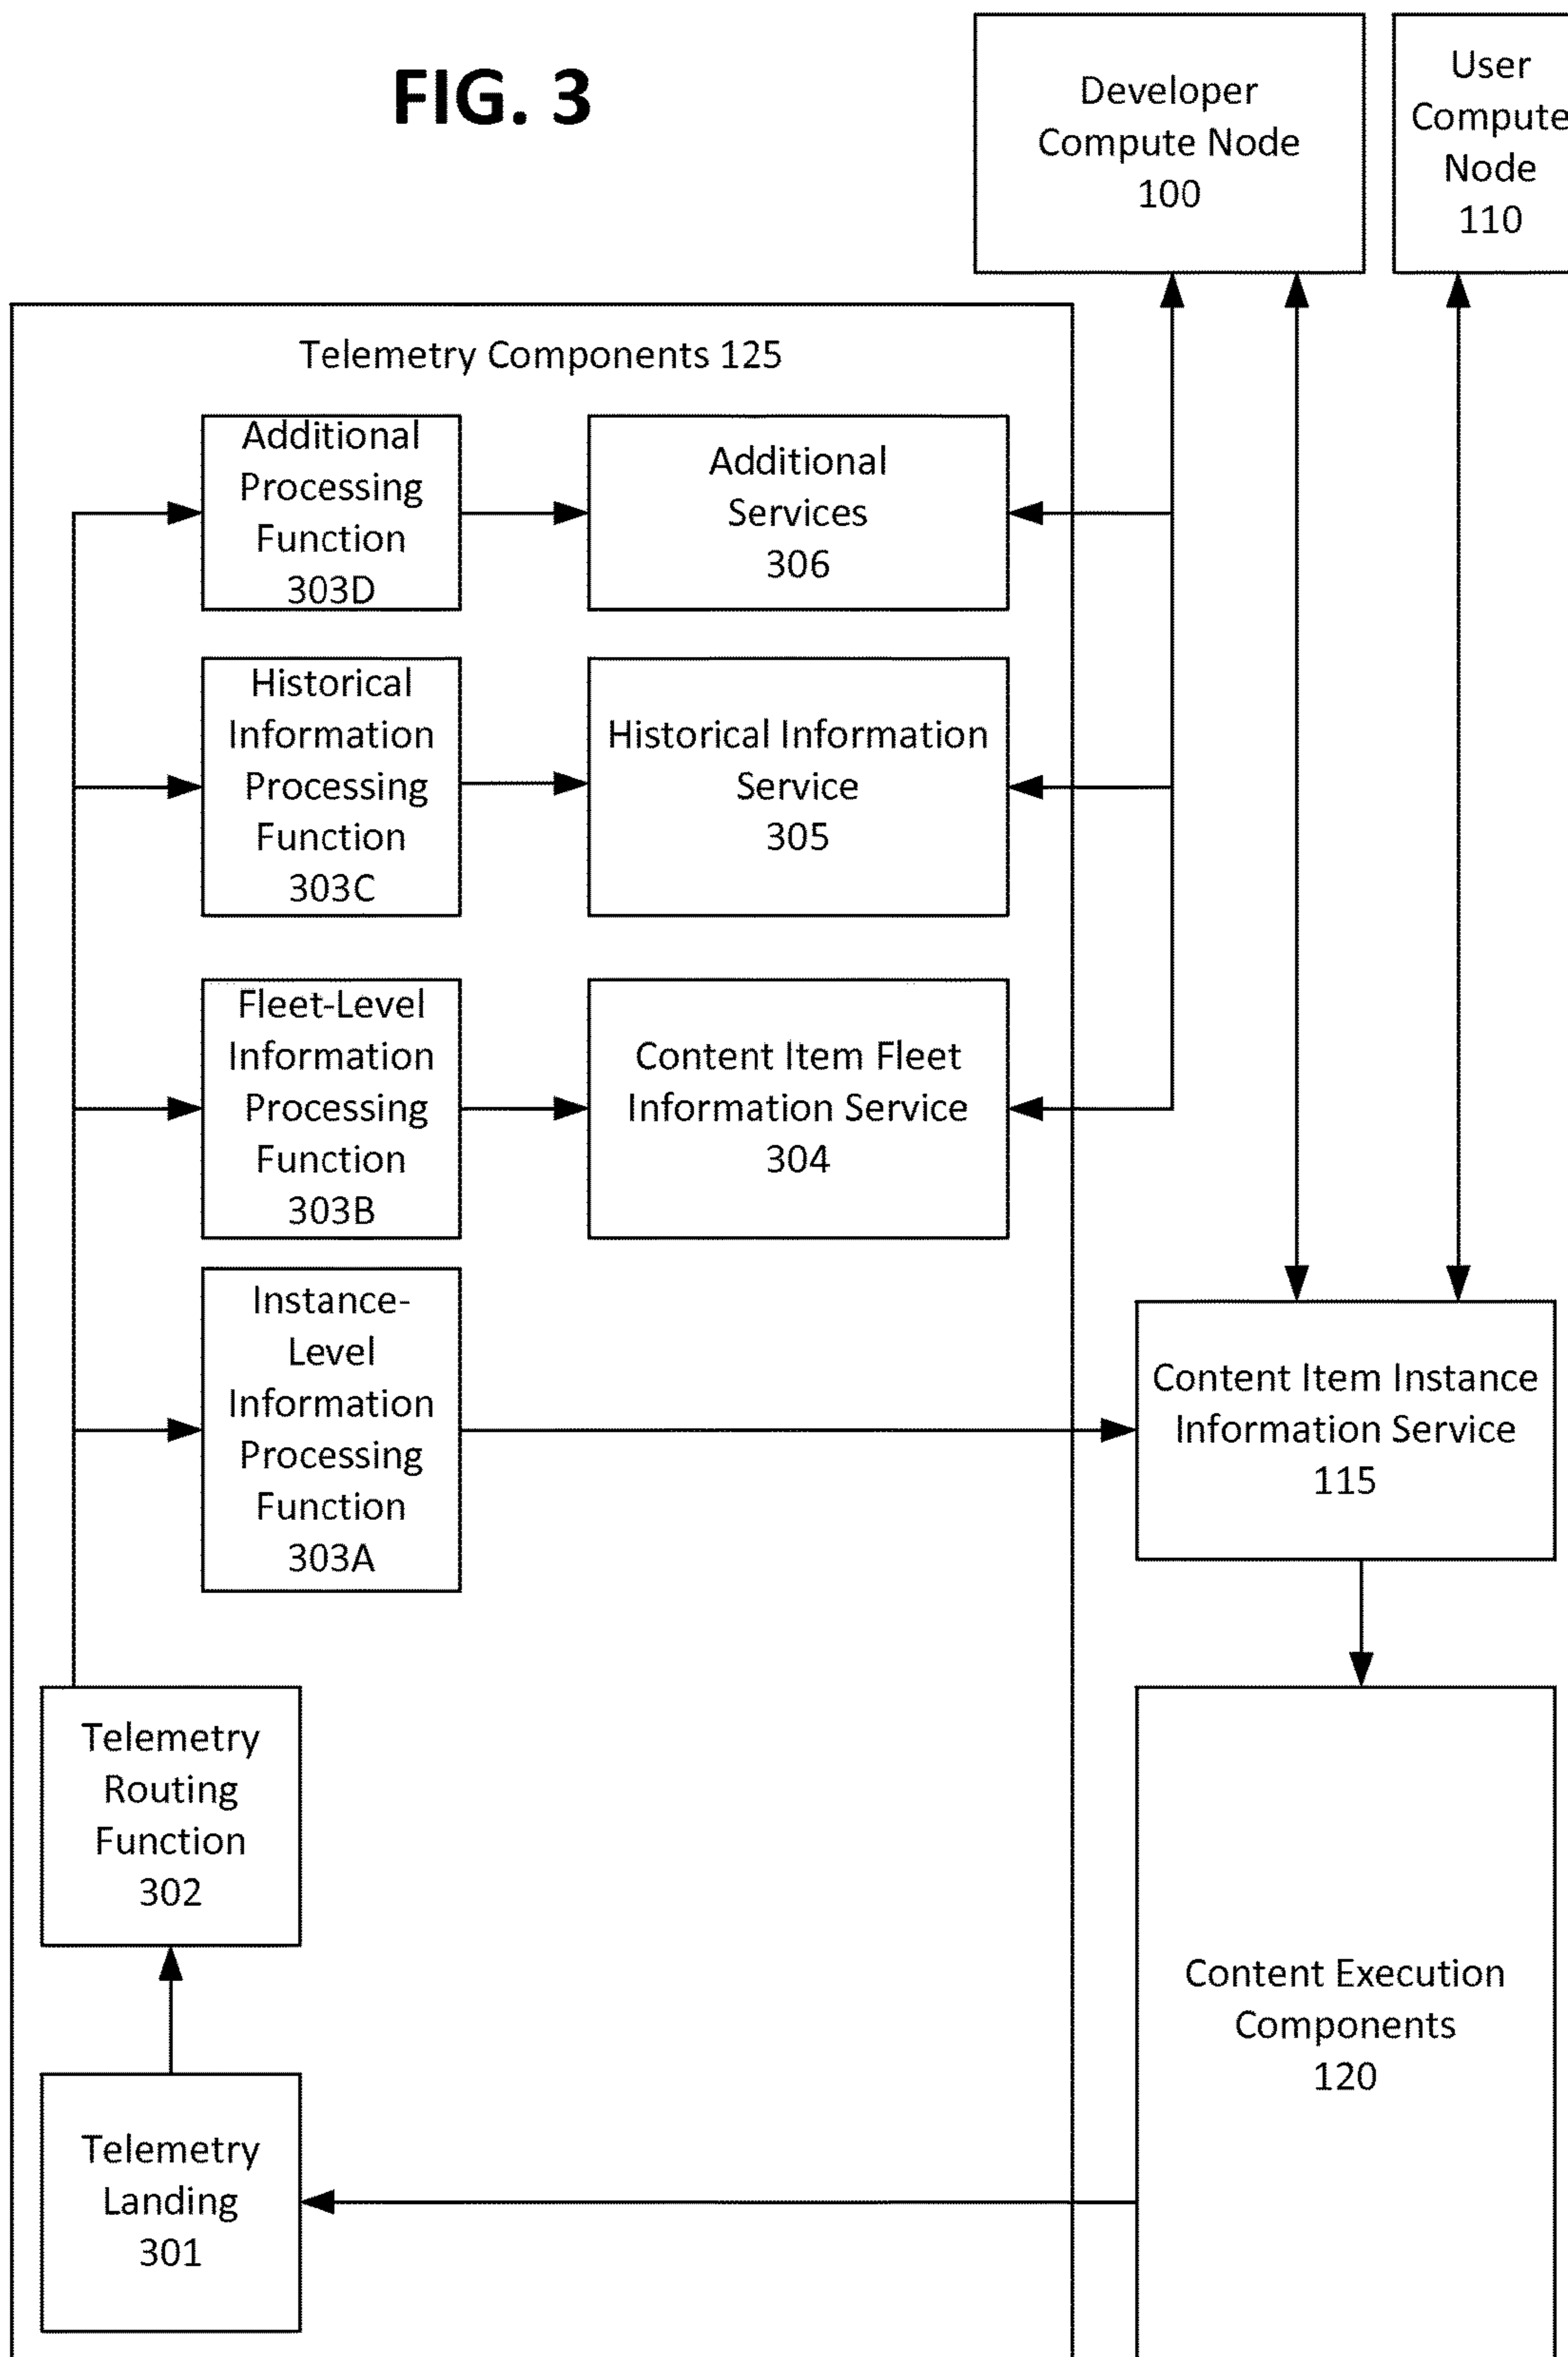 FIG. 3
Developer
Compute Node
100
User
Compute
Node
110
Telemetry Components 125
Additional
Processing
Function
303D
Additional
Services
306
Historical
Information
Processing
Function
303C
Historical Information
Service
305
Fleet-Level
Information
Processing
Function
303B
Content Item Fleet
Information Service
304
Instance-
Level
Information
Processing
Function
303A
Content Item Instance
Information Service
115
Telemetry
Routing
Function
302
Content Execution
Components
120
Telemetry
Landing
301